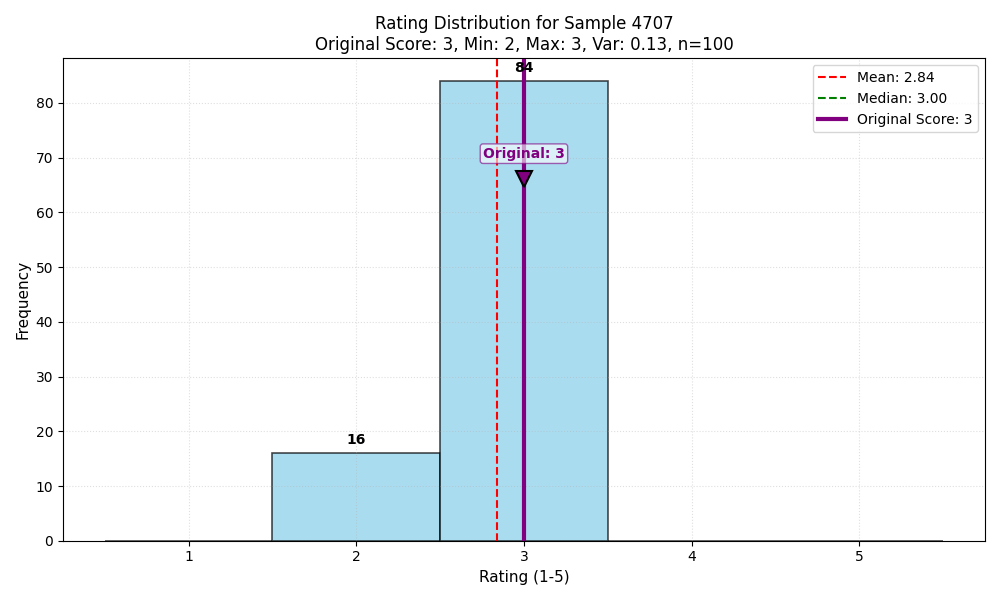 Rating Distribution for Sample 4707
Original Score: 3, Min: 2, Max: 3, Var: 0.13, n=100
Mean: 2.84
Median: 3.00
Original Score: 3
84
Original: 3
16
Frequency
80
70
60
50
40
30
20
10
0
1 2 3 4 5
Rating (1-5)